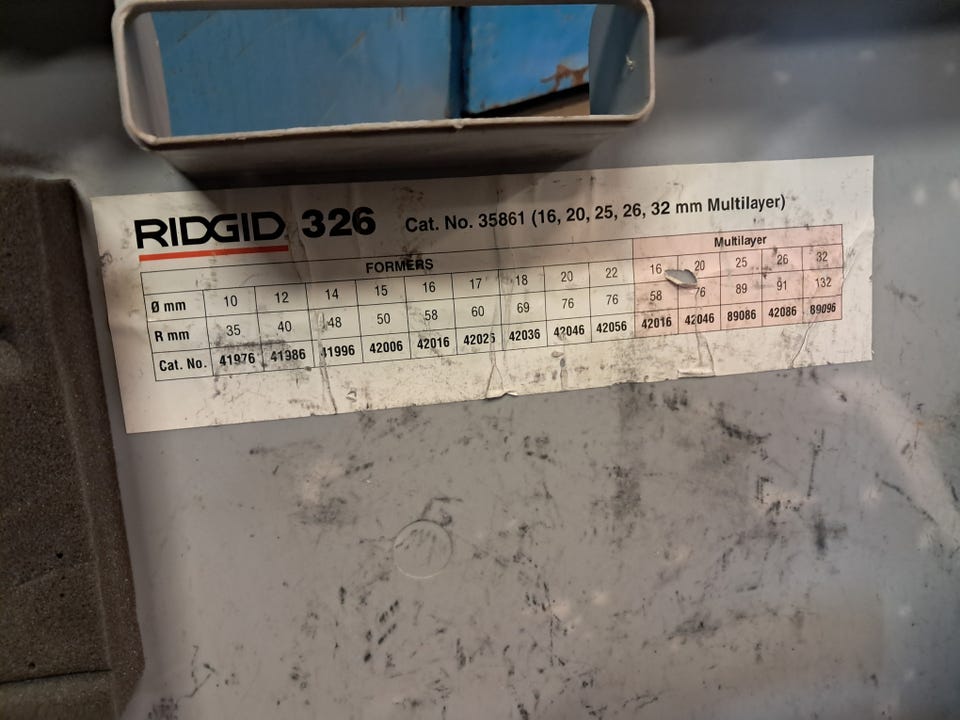 RIDGID 326 Cat. No. 35861 (16, 20, 25, 26, 32 mm Multilayer)
FORMERS Multilayer
Ø mm 10 12 14 15 16 17 18 20 22 16 20 25 26 32
R mm 35 40 48 50 58 60 69 76 76 58 76 89 91 132
Cat. No. 41976 41986 41996 42006 42016 42025 42036 42046 42056 42016 42046 89086 42086 89096